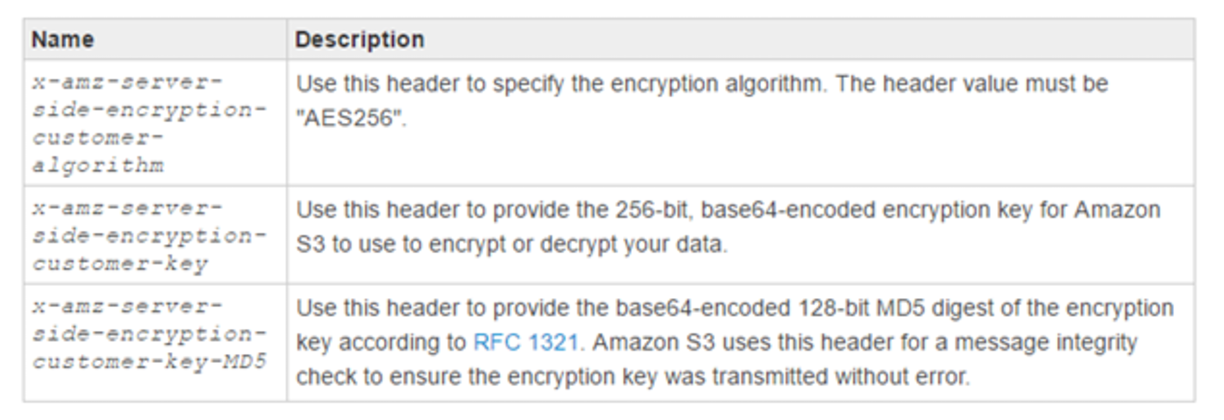 Name Description
x-amz-server-
side-encryption-
customer-
algorithm
Use this header to specify the encryption algorithm. The header value must be
"AES256".
x-amz-server-
side-encryption-
customer-key
Use this header to provide the 256-bit, base64-encoded encryption key for Amazon
S3 to use to encrypt or decrypt your data.
x-amz-server-
side-encryption-
customer-key-MD5
Use this header to provide the base64-encoded 128-bit MD5 digest of the encryption
key according to RFC 1321. Amazon S3 uses this header for a message integrity
check to ensure the encryption key was transmitted without error.